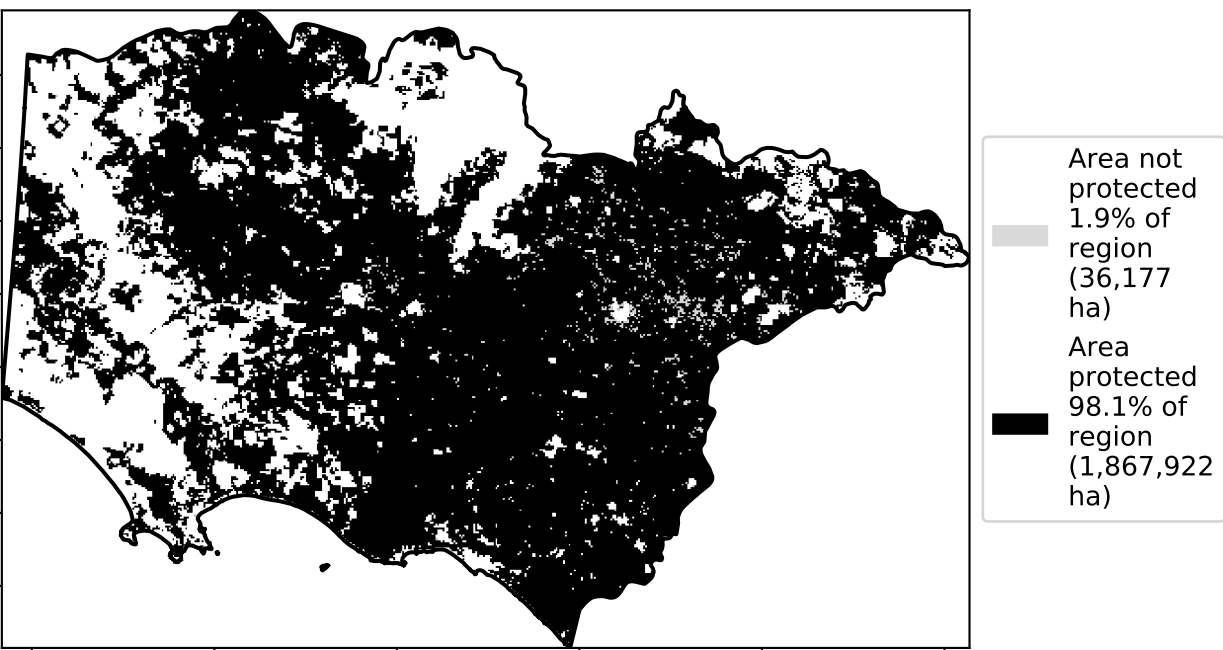 Area not
protected
1.9% of
region
(36,177
ha)
Area
protected
98.1% of
region
(1,867,922
ha)